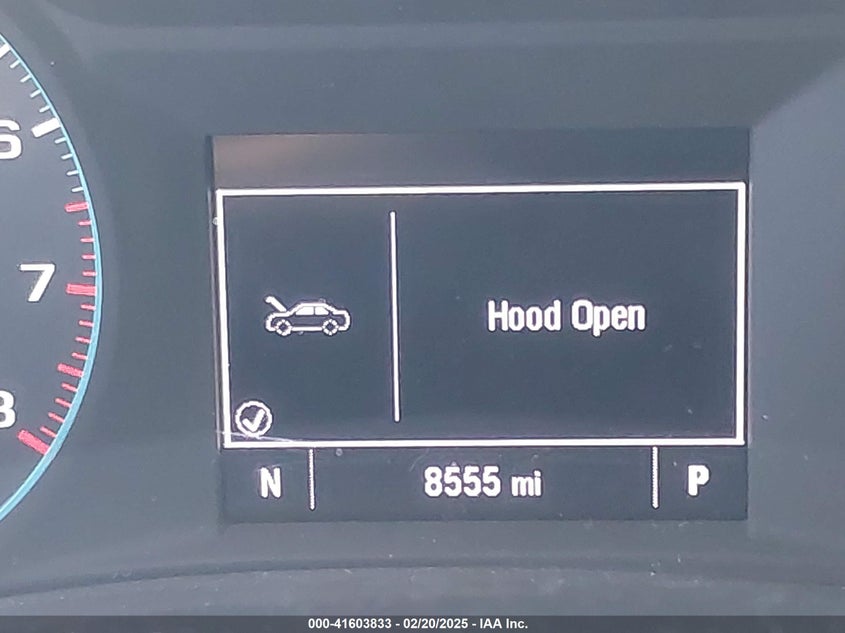 6
7
8
Hood Open
N 8555 mi P
000-41603833 - 02/20/2025 - IAA Inc.